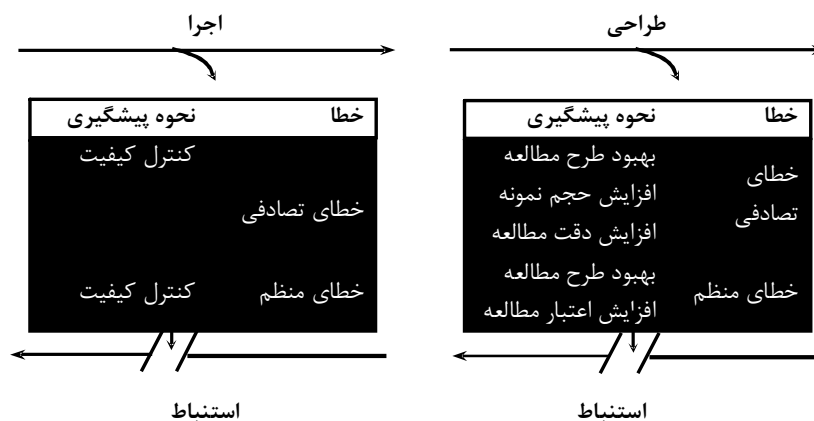 طراحی
خطا نحوه پیشگیری
خطای
تصادفی
بهبود طرح مطالعه
افزایش حجم نمونه
افزایش دقت مطالعه
خطای منظم
بهبود طرح مطالعه
افزایش اعتبار مطالعه
استنباط
اجرا
خطا نحوه پیشگیری
کنترل کیفیت
خطای تصادفی
خطای منظم کنترل کیفیت
استنباط